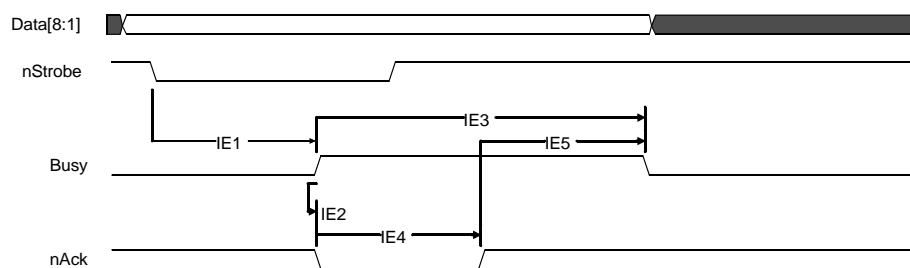 Data[8:1]
nStrobe
IE3
IE1
IE5
Busy
IE2
IE4
nAck